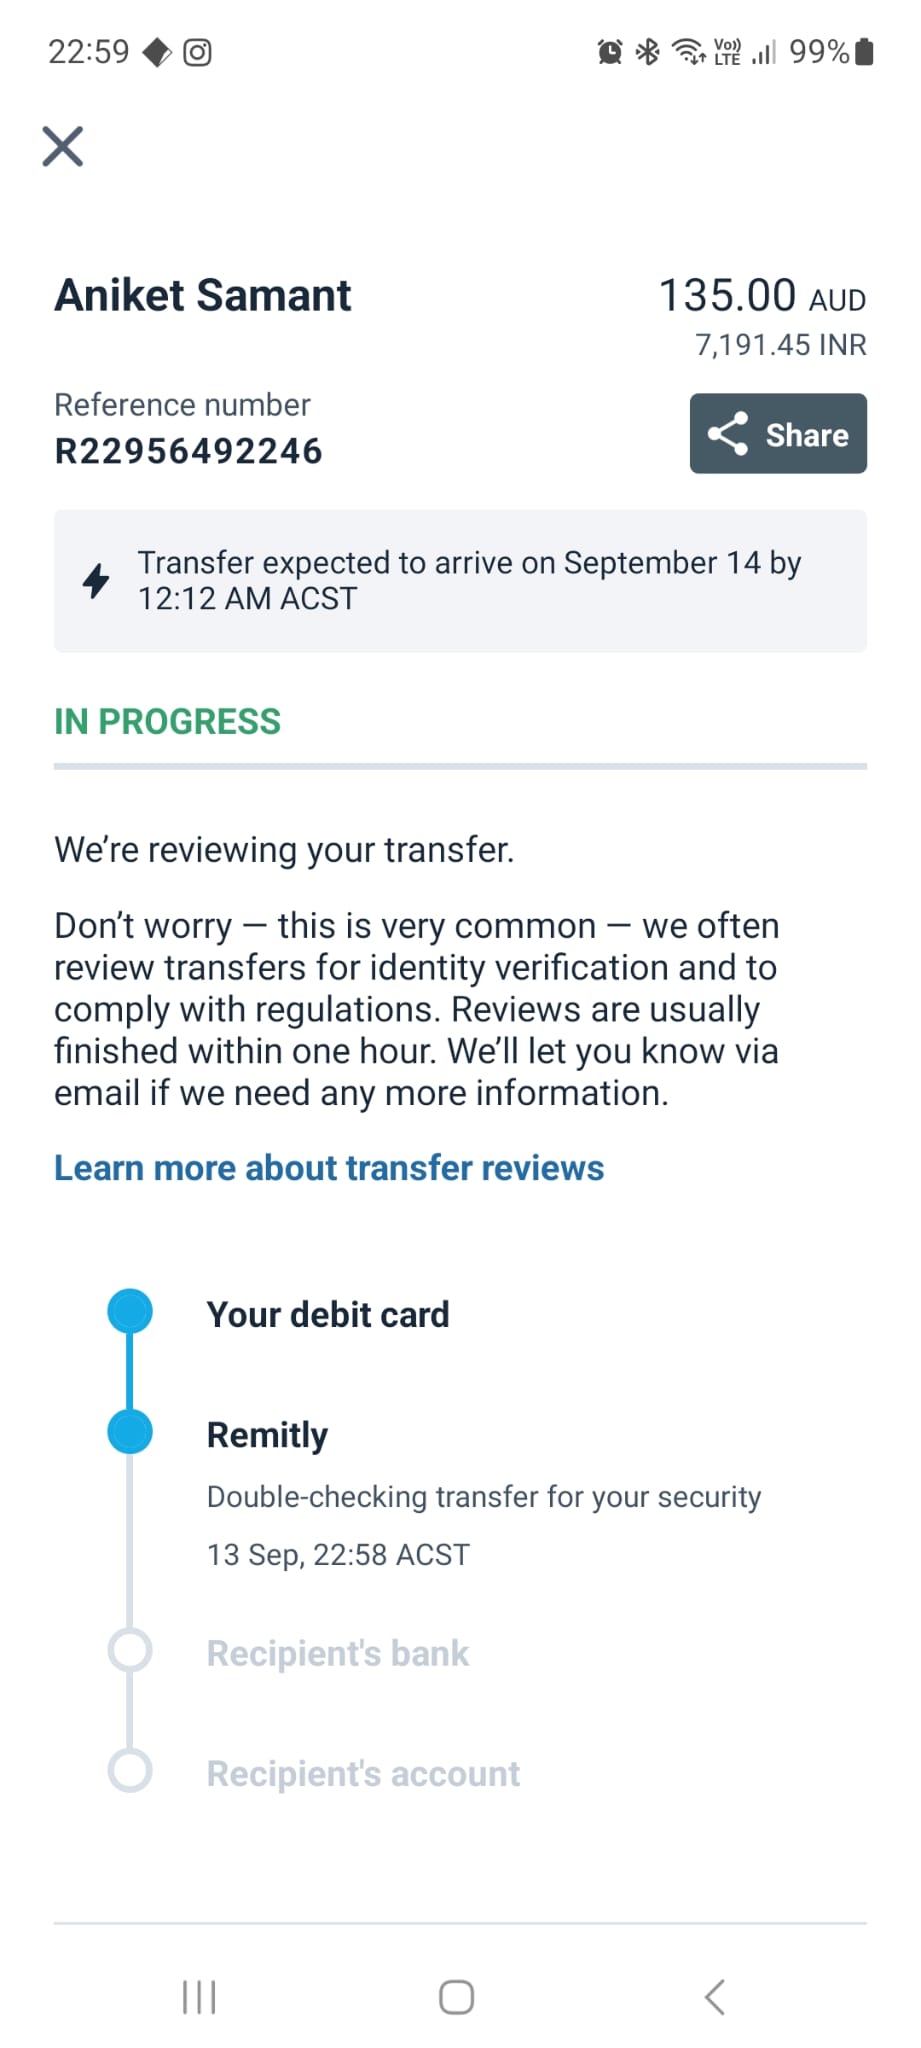 22:59
Vo)) LTE 99%
Aniket Samant
135.00 AUD
7,191.45 INR
Reference number
R22956492246
Share
Transfer expected to arrive on September 14 by
12:12 AM ACST
IN PROGRESS
We’re reviewing your transfer.
Don’t worry — this is very common — we often
review transfers for identity verification and to
comply with regulations. Reviews are usually
finished within one hour. We’ll let you know via
email if we need any more information.
Learn more about transfer reviews
Your debit card
Remitly
Double-checking transfer for your security
13 Sep, 22:58 ACST
Recipient's bank
Recipient's account